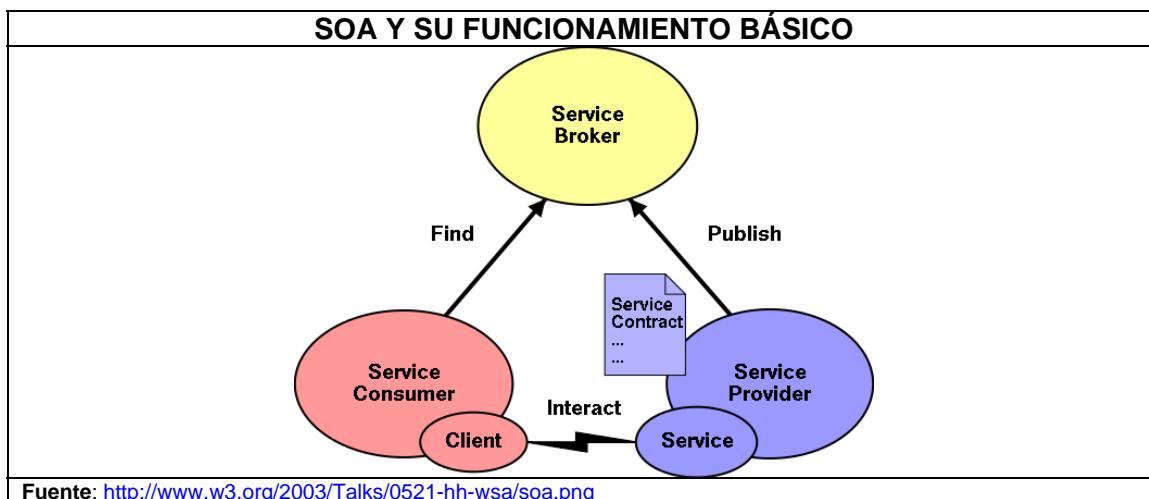 SOA Y SU FUNCIONAMIENTO BÁSICO
Service
Broker
Find
Publish
Service
Contract
...
...
Service
Consumer
Service
Provider
Interact
Client
Service
Fuente: http://www.w3.org/2003/Talks/0521-hh-wsa/soa.png